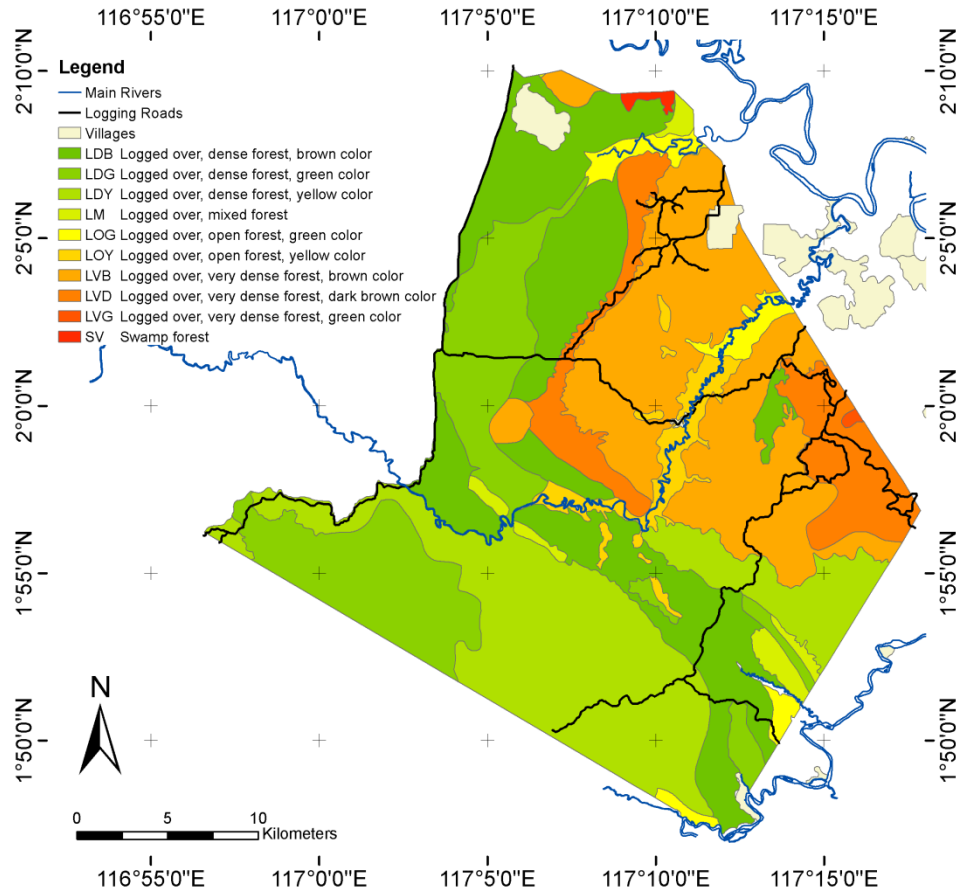 116°55'0"E 117°0'0"E 117°5'0"E 117°10'0"E 117°15'0"E
2°10'0"N 2°10'0"N
Legend
Main Rivers
Logging Roads
Villages
LDB Logged over, dense forest, brown color
LDG Logged over, dense forest, green color
LDY Logged over, dense forest, yellow color
LM Logged over, mixed forest
LOG Logged over, open forest, green color
LOY Logged over, open forest, yellow color
LVB Logged over, very dense forest, brown color
LVD Logged over, very dense forest, dark brown color
LVG Logged over, very dense forest, green color
SV Swamp forest
2°5'0"N 2°5'0"N
2°0'0"N 2°0'0"N
1°55'0"N 1°55'0"N
1°50'0"N 1°50'0"N
N
0 5 10
Kilometers
116°55'0"E 117°0'0"E 117°5'0"E 117°10'0"E 117°15'0"E